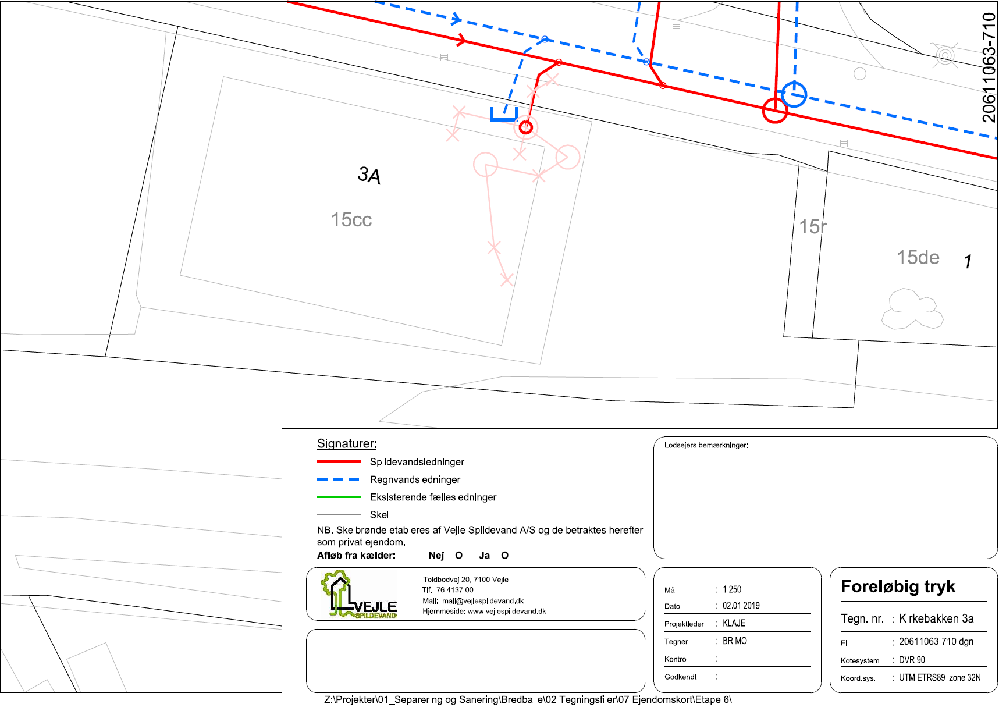 20611063-710
3A
15cc
15r
15de
1
Signaturer:
Spildevandsledninger
Regnvandsledninger
Eksisterende fællesledninger
Skel
NB. Skelbrønde etableres af Vejle Spildevand A/S og de betraktes herefter
som privat ejendom.
Afløb fra kælder: Nej O Ja O
Lodsejers bemærkninger:
VEJLE
SPILDEVAND
Toldbodvej 20, 7100 Vejle
Tlf. 76 4137 00
Mail: mail@vejlespildevand.dk
Hjemmeside: www.vejlespildevand.dk
Mål : 1:250
Dato : 02.01.2019
Projektleder : KLAJE
Tegner : BRIMO
Kontrol :
Godkendt :
Foreløbig tryk
Tegn. nr. : Kirkebakken 3a
Fil : 20611063-710.dgn
Kotesystem : DVR 90
Koord.sys. : UTM ETRS89 zone 32N
Z:\Projekter\01_Separering og Sanering\Bredballe\02 Tegningsfiler\07 Ejendomskort\Etape 6\